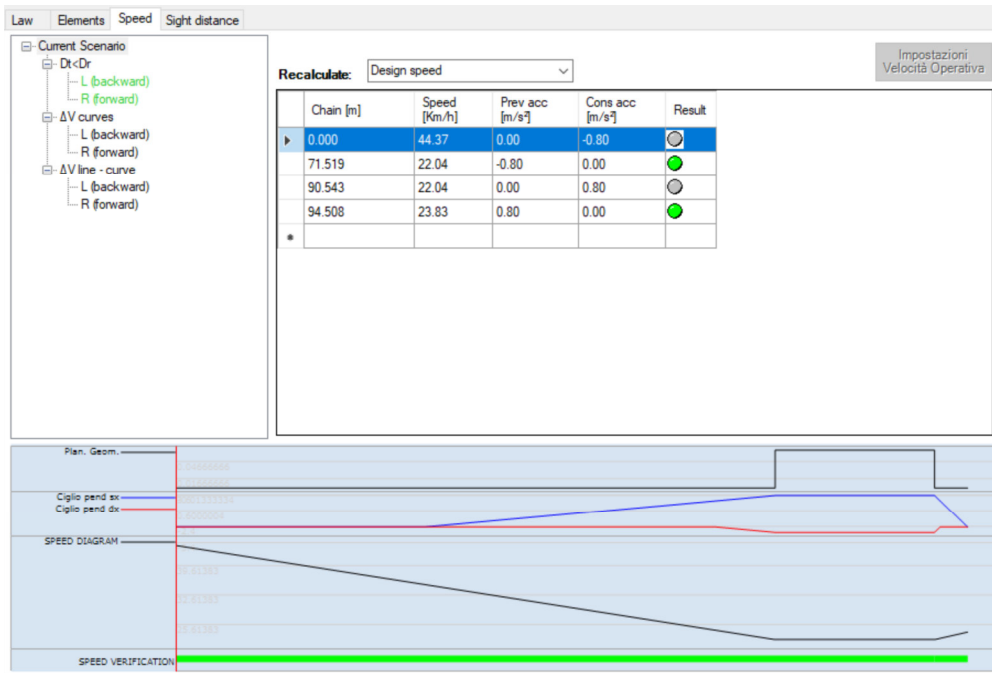 Law Elements Speed Sight distance
Current Scenario
Dt<Dr
L (backward)
R (forward)
ΔV curves
L (backward)
R (forward)
ΔV line - curve
L (backward)
R (forward)
Recalculate: Design speed
Impostazioni
Velocità Operativa
Chain [m] Speed [Km/h] Prev acc [m/s²] Cons acc [m/s²] Result
0.000 44.37 0.00 -0.80
71.519 22.04 -0.80 0.00
90.543 22.04 0.00 0.80
94.508 23.83 0.80 0.00
*
Plan. Geom.
Ciglio pend sx
Ciglio pend dx
SPEED DIAGRAM
SPEED VERIFICATION